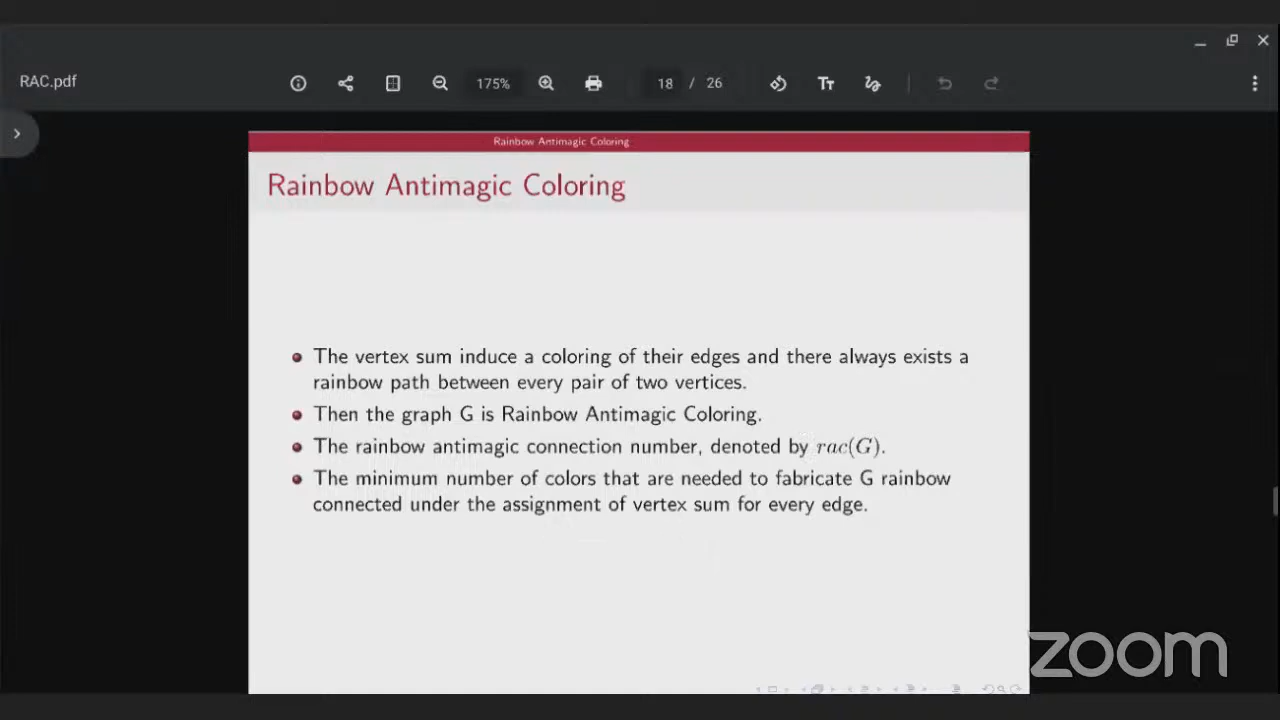 RAC.pdf
175%
18 / 26
Rainbow Antimagic Coloring
Rainbow Antimagic Coloring
The vertex sum induce a coloring of their edges and there always exists a
rainbow path between every pair of two vertices.
Then the graph G is Rainbow Antimagic Coloring.
The rainbow antimagic connection number, denoted by rac(G).
The minimum number of colors that are needed to fabricate G rainbow
connected under the assignment of vertex sum for every edge.
zoom